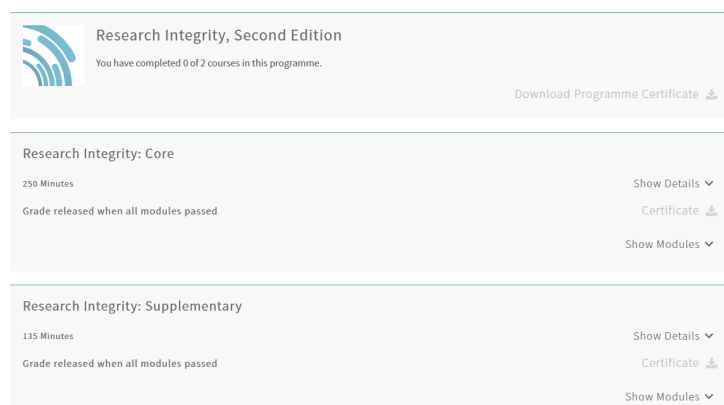 Research Integrity, Second Edition
You have completed 0 of 2 courses in this programme.
Download Programme Certificate
Research Integrity: Core
250 Minutes
Show Details
Grade released when all modules passed
Certificate
Show Modules
Research Integrity: Supplementary
135 Minutes
Show Details
Grade released when all modules passed
Certificate
Show Modules